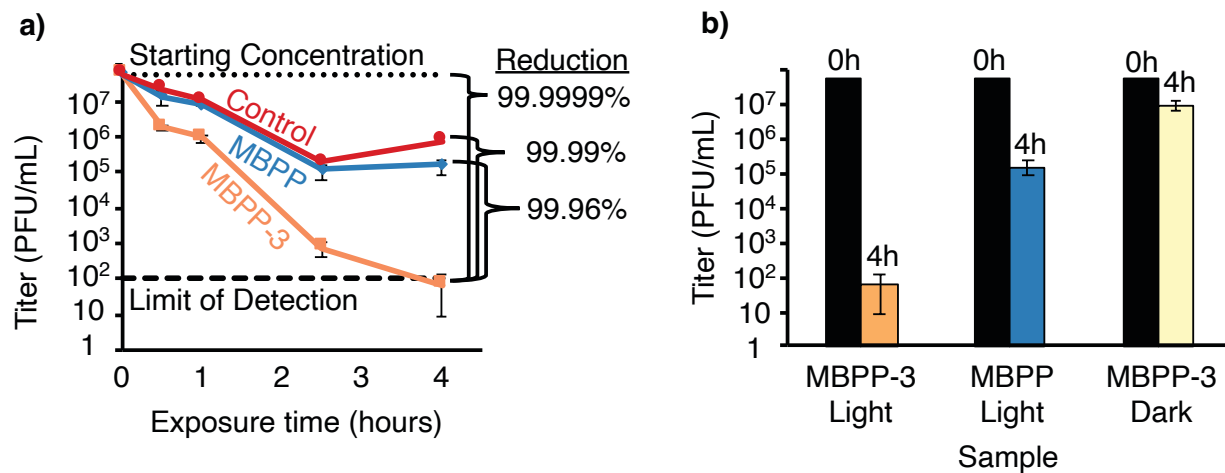 a)
Starting Concentration
Reduction
99.9999%
99.99%
99.96%
Control
MBPP
MBPP-3
Limit of Detection
Titer (PFU/mL)
10⁷
10⁶
10⁵
10⁴
10³
10²
10
1
0 1 2 3 4
Exposure time (hours)
b)
Titer (PFU/mL)
10⁷
10⁶
10⁵
10⁴
10³
10²
10
1
0h
4h
0h
4h
0h
4h
MBPP-3
Light
MBPP
Light
MBPP-3
Dark
Sample